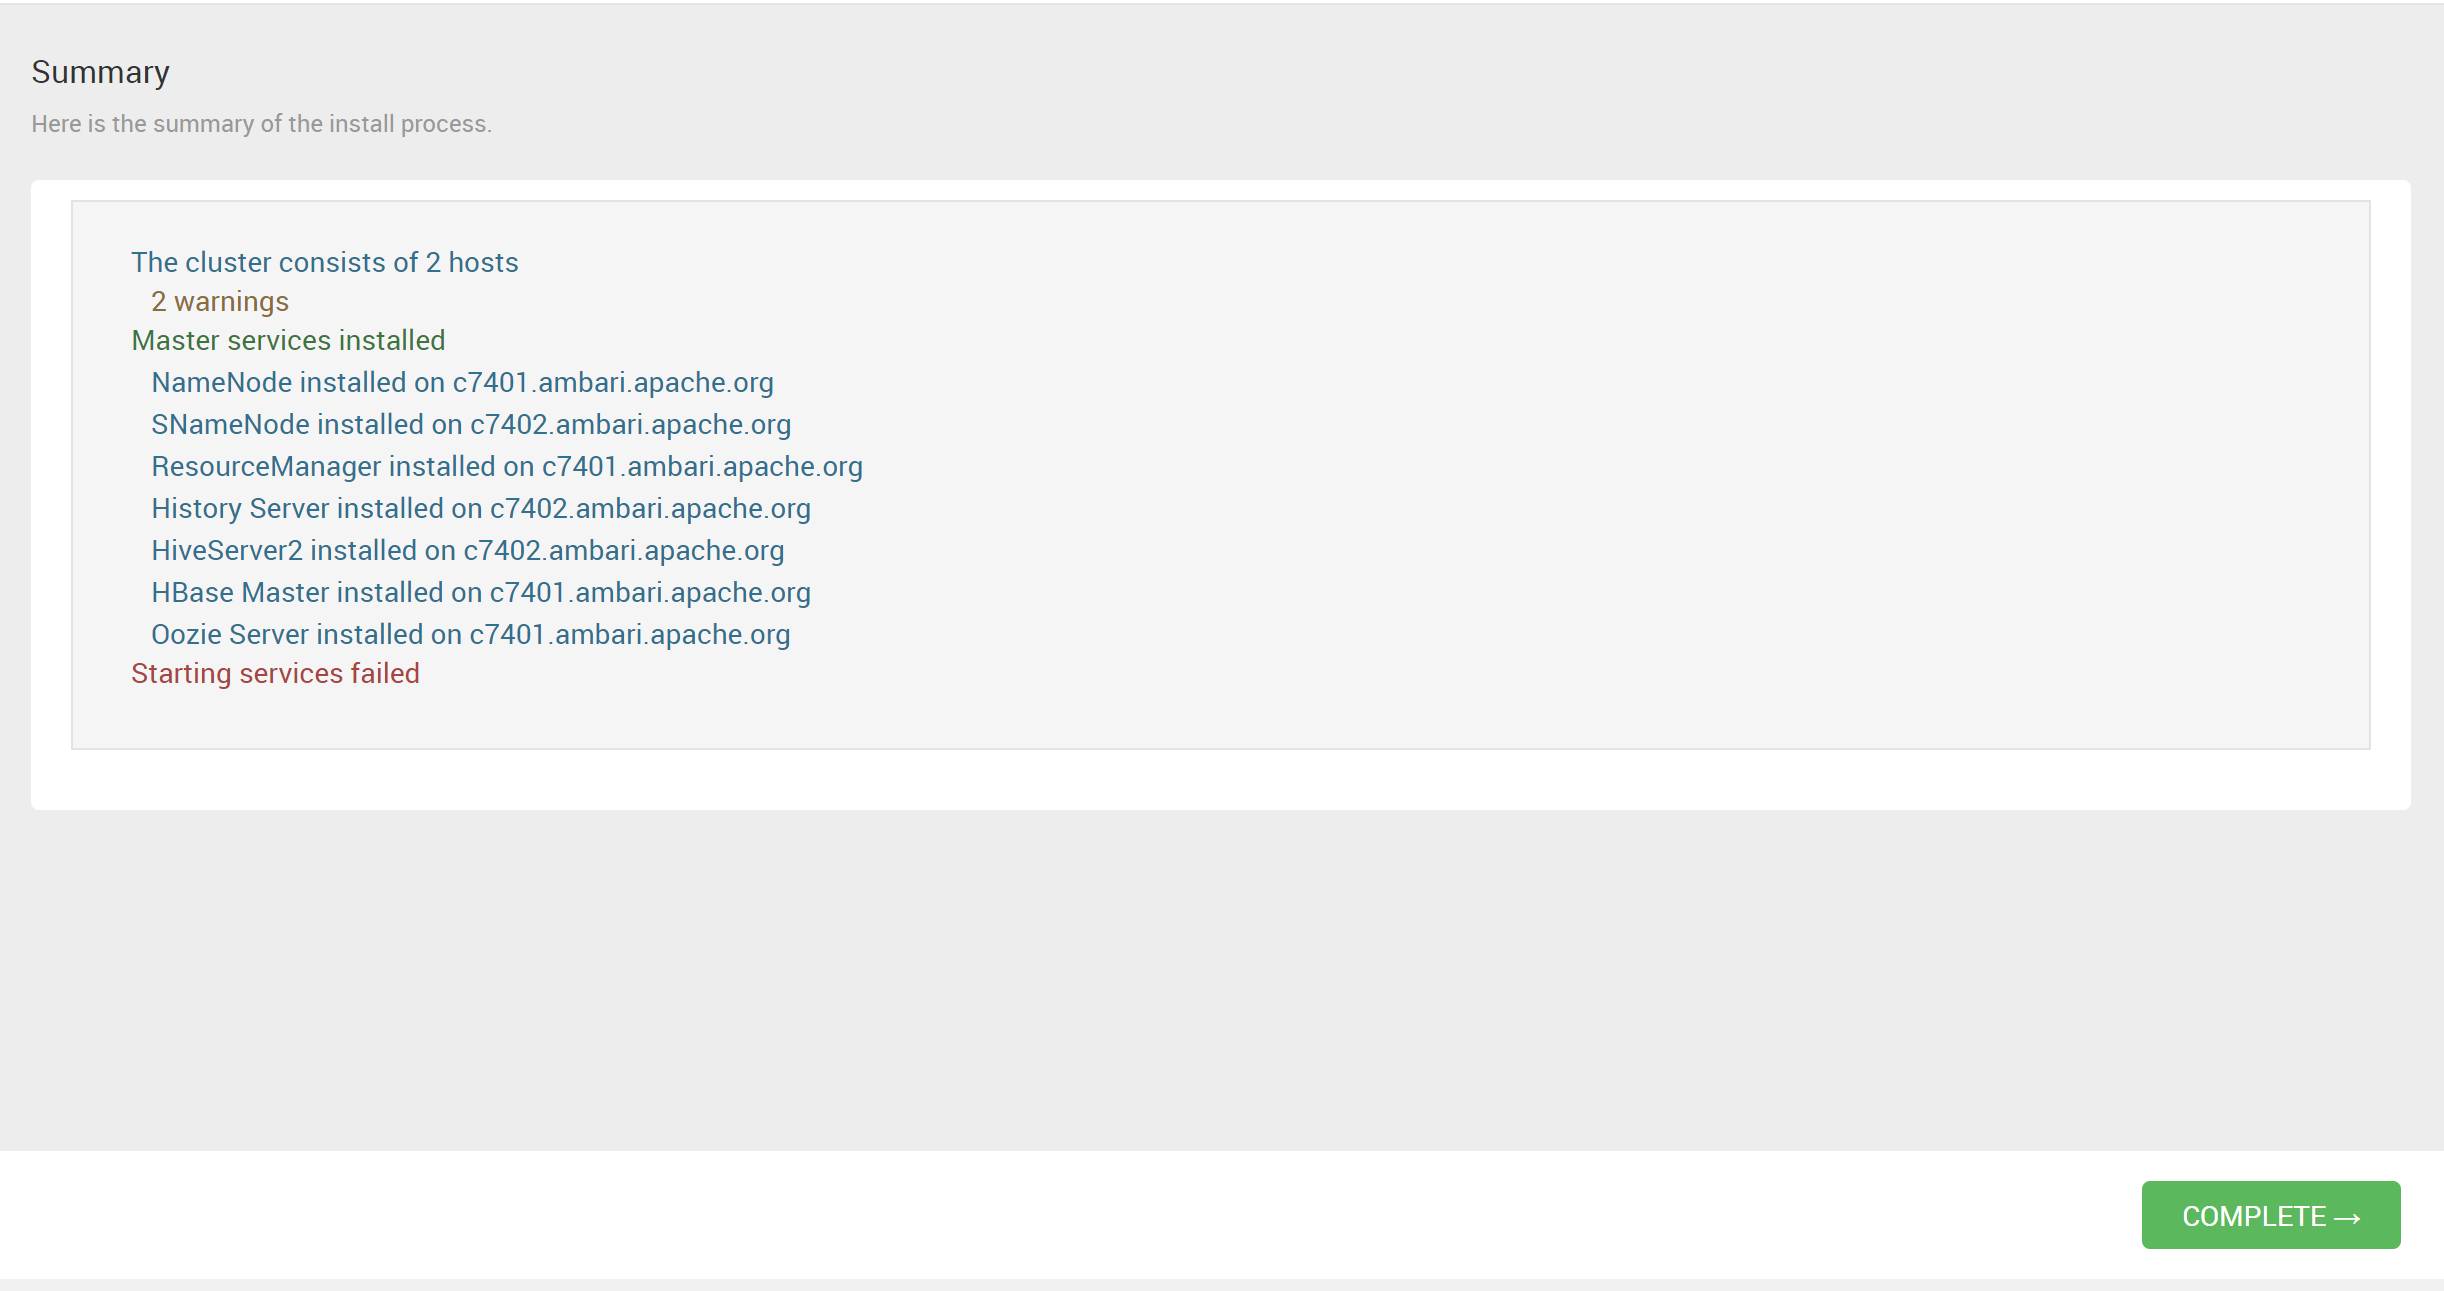 Summary
Here is the summary of the install process.
The cluster consists of 2 hosts
2 warnings
Master services installed
NameNode installed on c7401.ambari.apache.org
SNameNode installed on c7402.ambari.apache.org
ResourceManager installed on c7401.ambari.apache.org
History Server installed on c7402.ambari.apache.org
HiveServer2 installed on c7402.ambari.apache.org
HBase Master installed on c7401.ambari.apache.org
Oozie Server installed on c7401.ambari.apache.org
Starting services failed
COMPLETE →